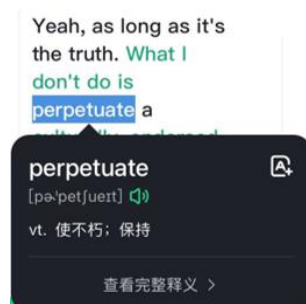 Yeah, as long as it's
the truth. What I
don't do is
perpetuate a
perpetuate
[pɚˈpetʃueɪt]
vt. 使不朽；保持
查看完整释义 >